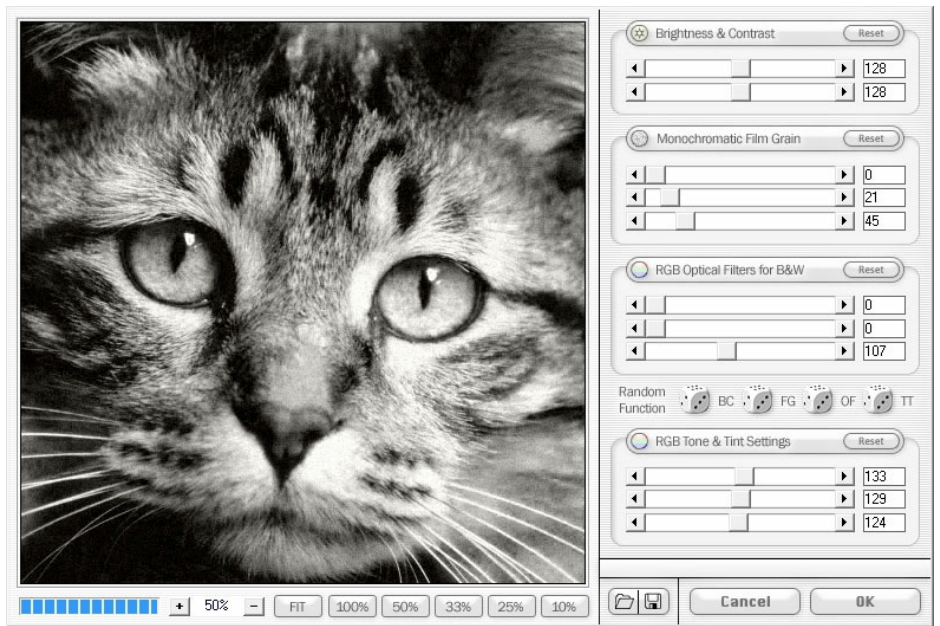 Brightness & Contrast Reset
128
128
Monochromatic Film Grain Reset
0
21
45
RGB Optical Filters for B&W Reset
0
0
107
Random Function BC FG OF TT
RGB Tone & Tint Settings Reset
133
129
124
+ 50% − FIT 100% 50% 33% 25% 10%
Cancel OK